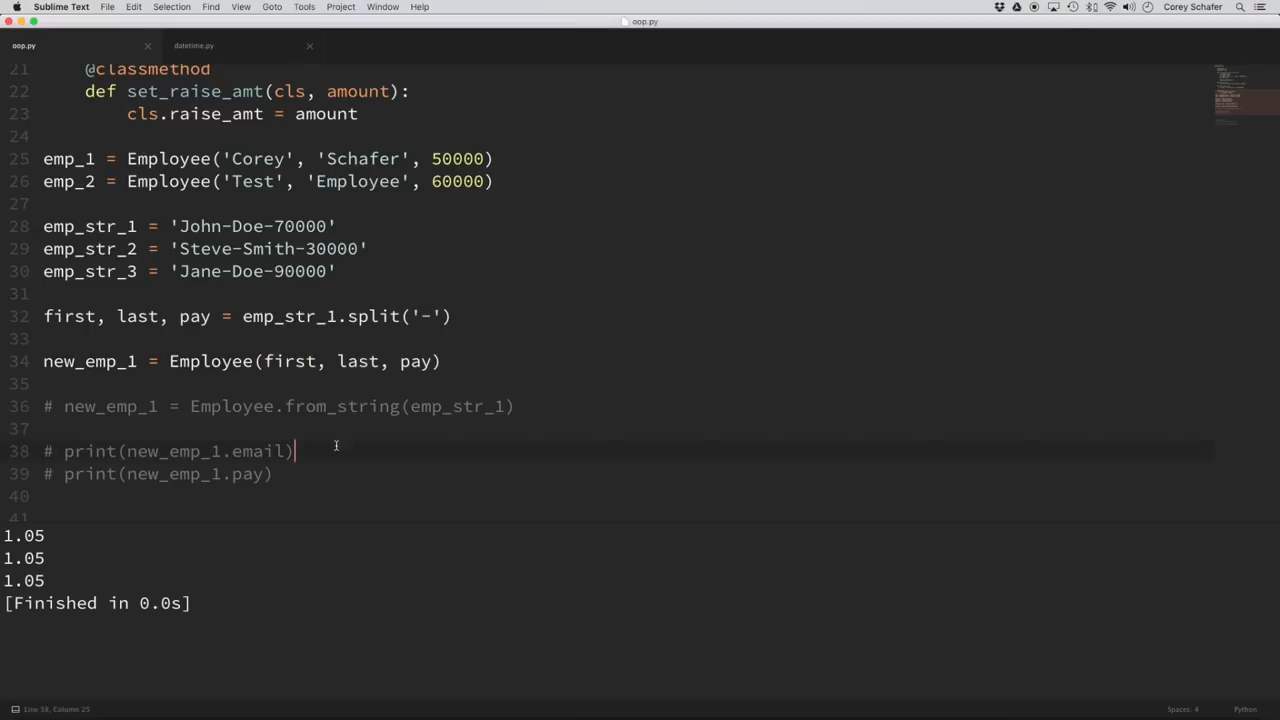 Sublime Text File Edit Selection Find View Goto Tools Project Window Help Corey Schafer
oop.py
oop.py datetime.py
21 @classmethod
22 def set_raise_amt(cls, amount):
23 cls.raise_amt = amount
24
25 emp_1 = Employee('Corey', 'Schafer', 50000)
26 emp_2 = Employee('Test', 'Employee', 60000)
27
28 emp_str_1 = 'John-Doe-70000'
29 emp_str_2 = 'Steve-Smith-30000'
30 emp_str_3 = 'Jane-Doe-90000'
31
32 first, last, pay = emp_str_1.split('-')
33
34 new_emp_1 = Employee(first, last, pay)
35
36 # new_emp_1 = Employee.from_string(emp_str_1)
37
38 # print(new_emp_1.email)
39 # print(new_emp_1.pay)
40
41
1.05
1.05
1.05
[Finished in 0.0s]
Line 38, Column 25 Spaces: 4 Python